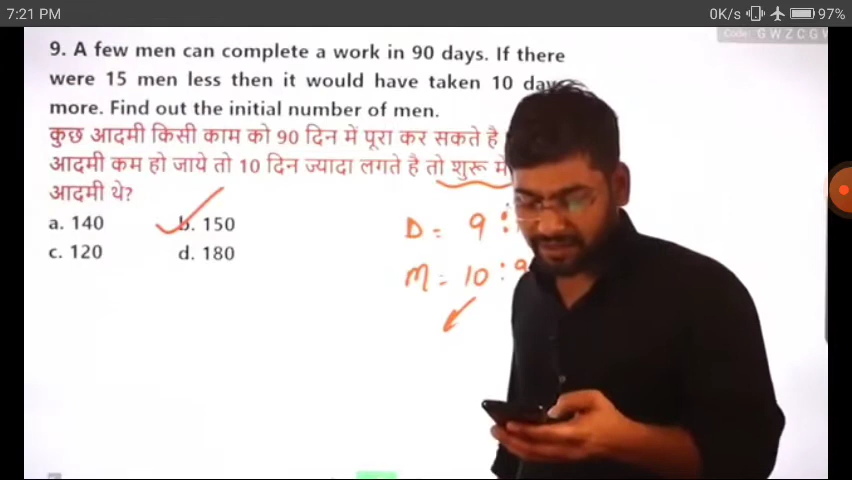 7:21 PM
0K/s 97%
Code: G W Z C G
9. A few men can complete a work in 90 days. If there
were 15 men less then it would have taken 10
more. Find out the initial number of men.
कुछ आदमी किसी काम को 90 दिन में पूरा कर सकते है
आदमी कम हो जाये तो 10 दिन ज्यादा लगते है तो शुरू में
आदमी थे?
a. 140 b. 150
c. 120 d. 180
D = 9 :
M = 10 : 9